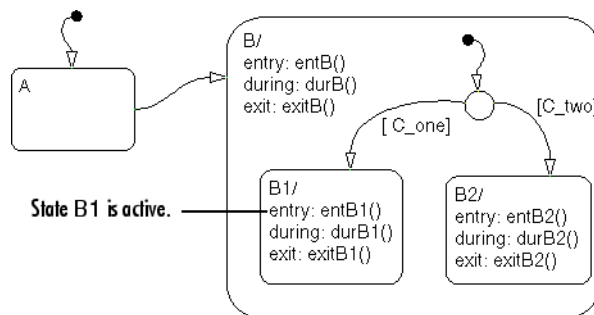 A
B/
entry: entB()
during: durB()
exit: exitB()
[ C_one]
[C_two]
State B1 is active.
B1/
entry: entB1()
during: durB1()
exit: exitB1()
B2/
entry: entB2()
during: durB2()
exit: exitB2()